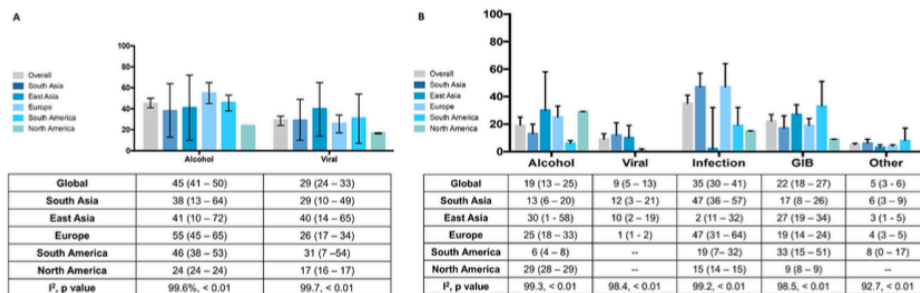 A
100
80
60
40
20
Overall
South Asia
East Asia
Europe
South America
North America
Alcohol Viral
Global 45 (41 – 50) 29 (24 – 33)
South Asia 38 (13 – 64) 29 (10 – 49)
East Asia 41 (10 – 72) 40 (14 – 65)
Europe 55 (45 – 65) 26 (17 – 34)
South America 46 (38 – 53) 31 (7 –54)
North America 24 (24 – 24) 17 (16 – 17)
I², p value 99.6%, < 0.01 99.7, < 0.01
B
100
80
60
40
20
0
Overall
South Asia
East Asia
Europe
South America
North America
Alcohol Viral Infection GIB Other
Global 19 (13 – 25) 9 (5 – 13) 35 (30 – 41) 22 (18 – 27) 5 (3 - 6)
South Asia 13 (6 – 20) 12 (3 – 21) 47 (36 – 57) 17 (8 – 26) 6 (3 – 9)
East Asia 30 (1 - 58) 10 (2 – 19) 2 (11 – 32) 27 (19 – 34) 3 (1 - 5)
Europe 25 (18 – 33) 1 (1 - 2) 47 (31 – 64) 19 (14 – 24) 4 (3 – 5)
South America 6 (4 – 8) -- 19 (7– 32) 33 (15 – 51) 8 (0 – 17)
North America 29 (28 – 29) -- 15 (14 – 15) 9 (8 – 9) --
I², p value 99.3, < 0.01 98.4, < 0.01 99.2, < 0.01 98.5, < 0.01 92.7, < 0.01